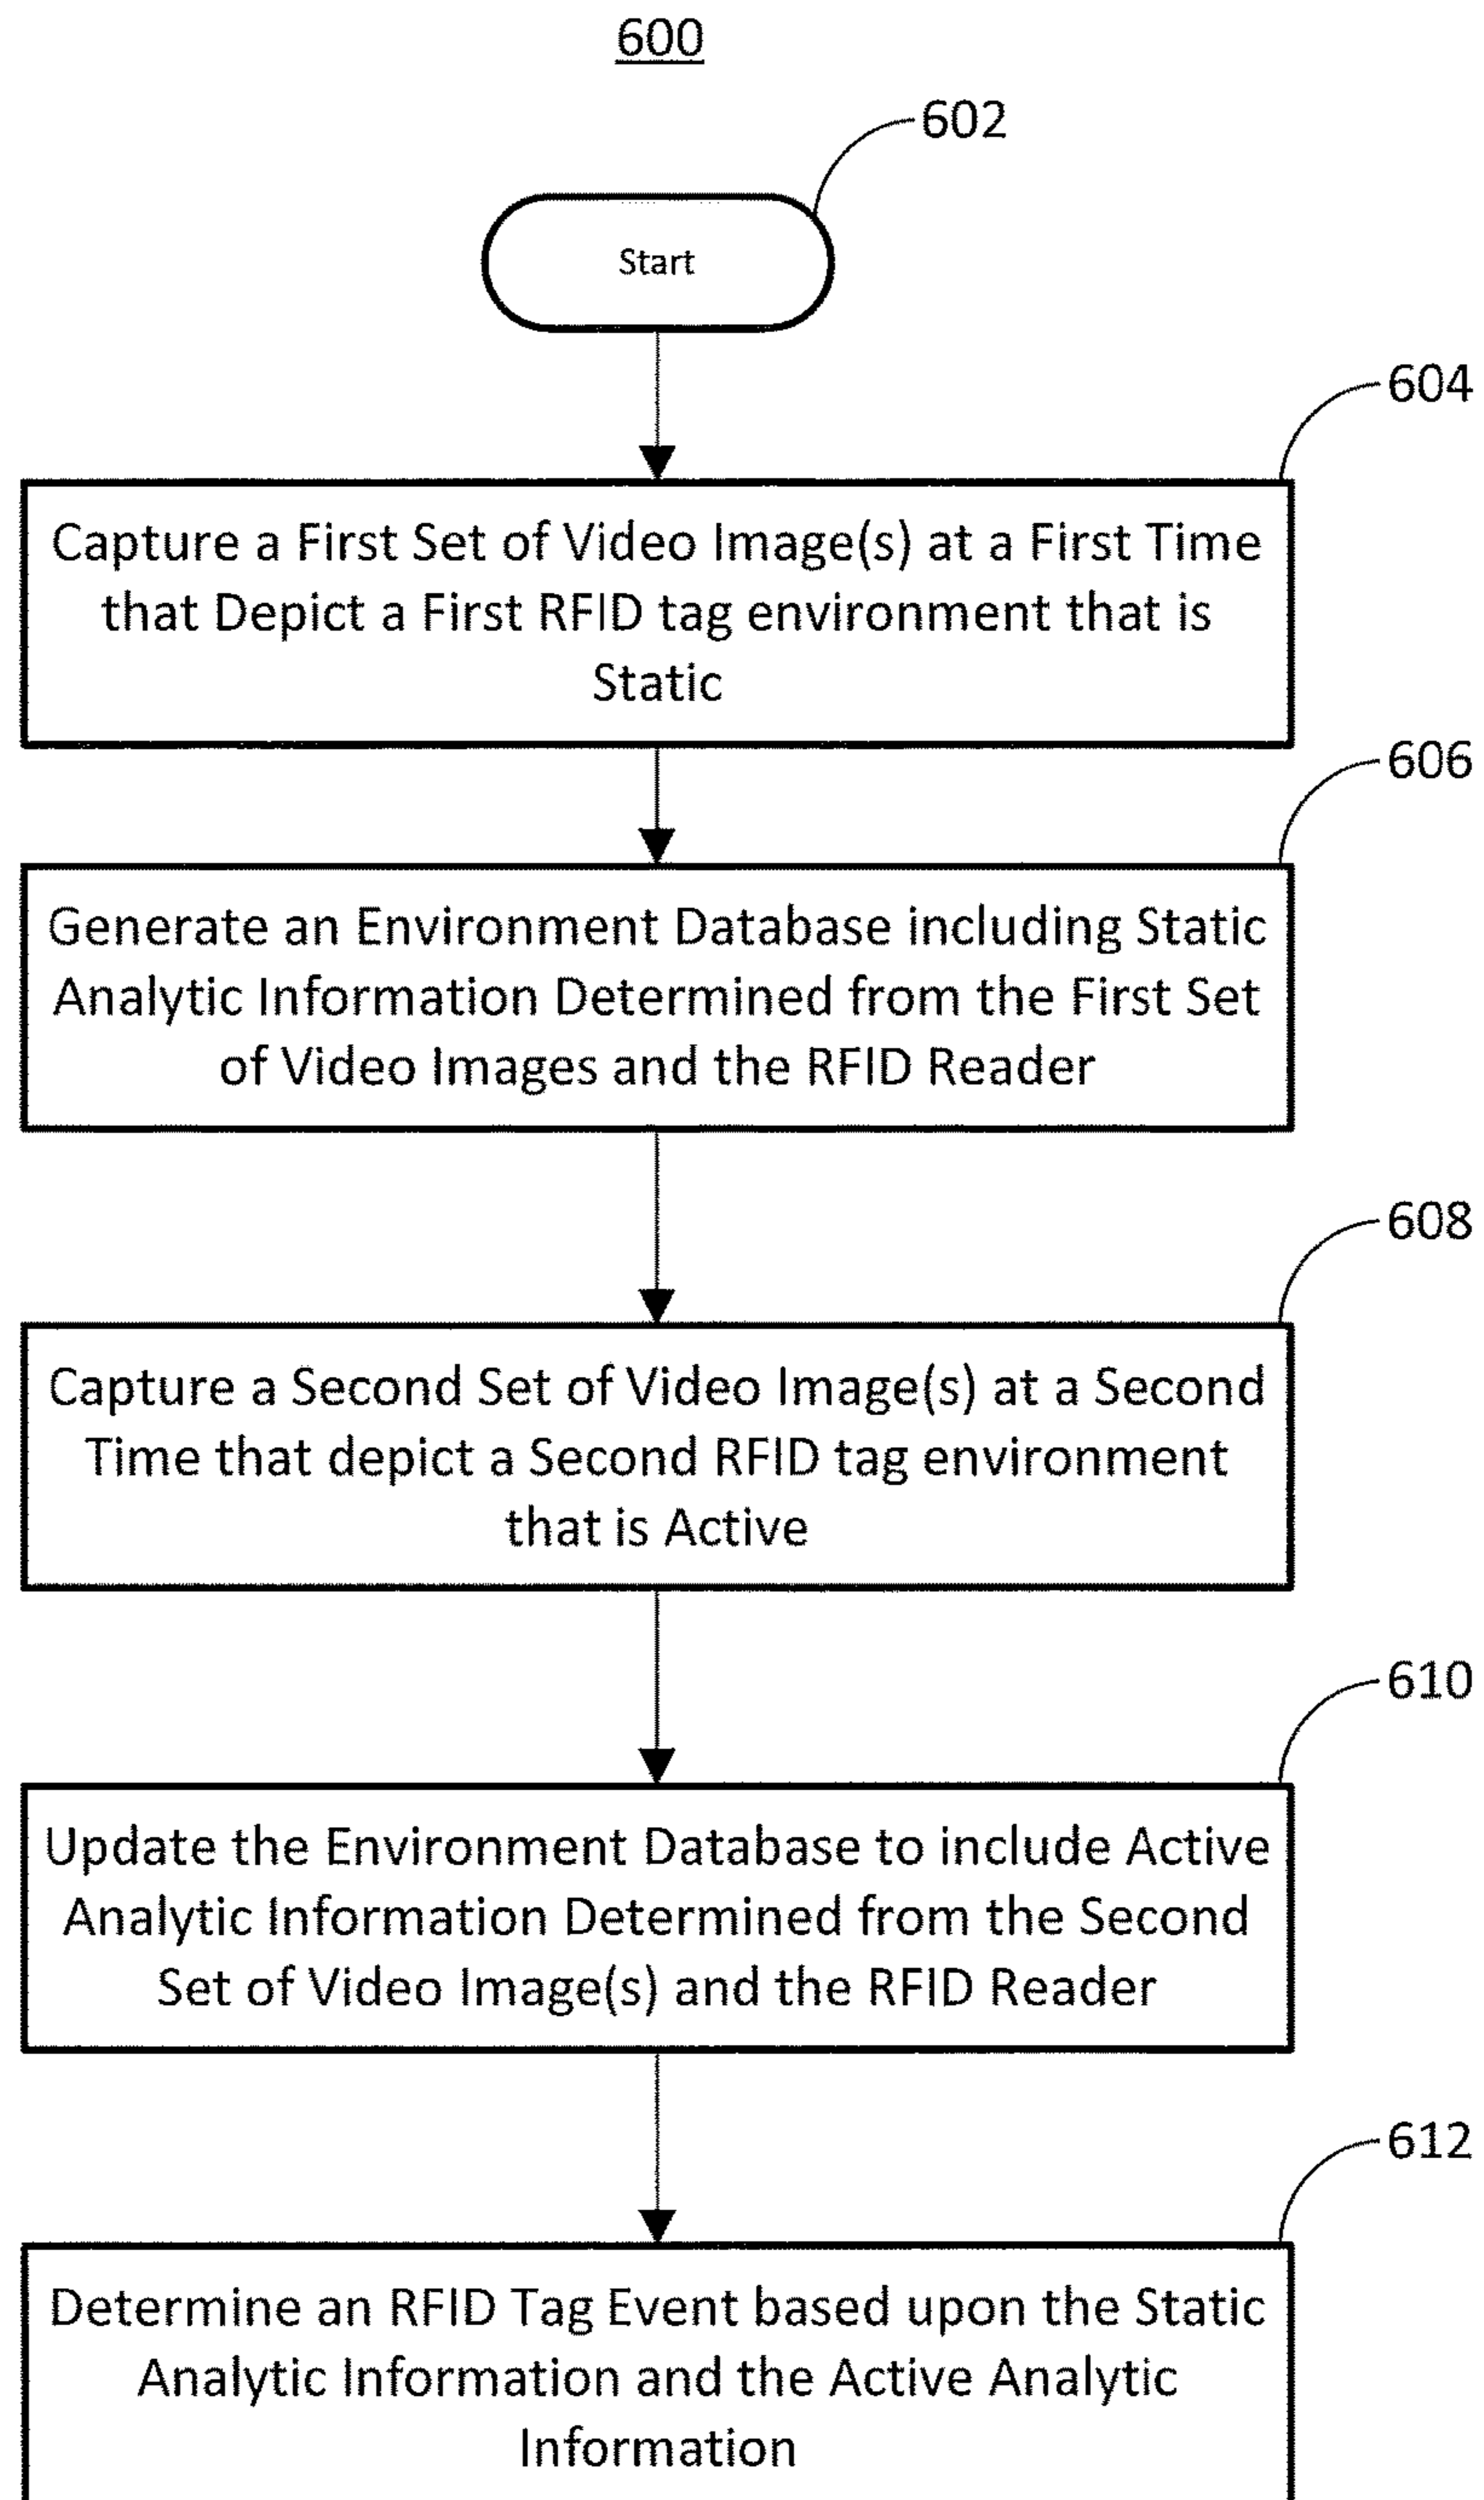 600
602
Start
604
Capture a First Set of Video Image(s) at a First Time
that Depict a First RFID tag environment that is
Static
606
Generate an Environment Database including Static
Analytic Information Determined from the First Set
of Video Images and the RFID Reader
608
Capture a Second Set of Video Image(s) at a Second
Time that depict a Second RFID tag environment
that is Active
610
Update the Environment Database to include Active
Analytic Information Determined from the Second
Set of Video Image(s) and the RFID Reader
612
Determine an RFID Tag Event based upon the Static
Analytic Information and the Active Analytic
Information